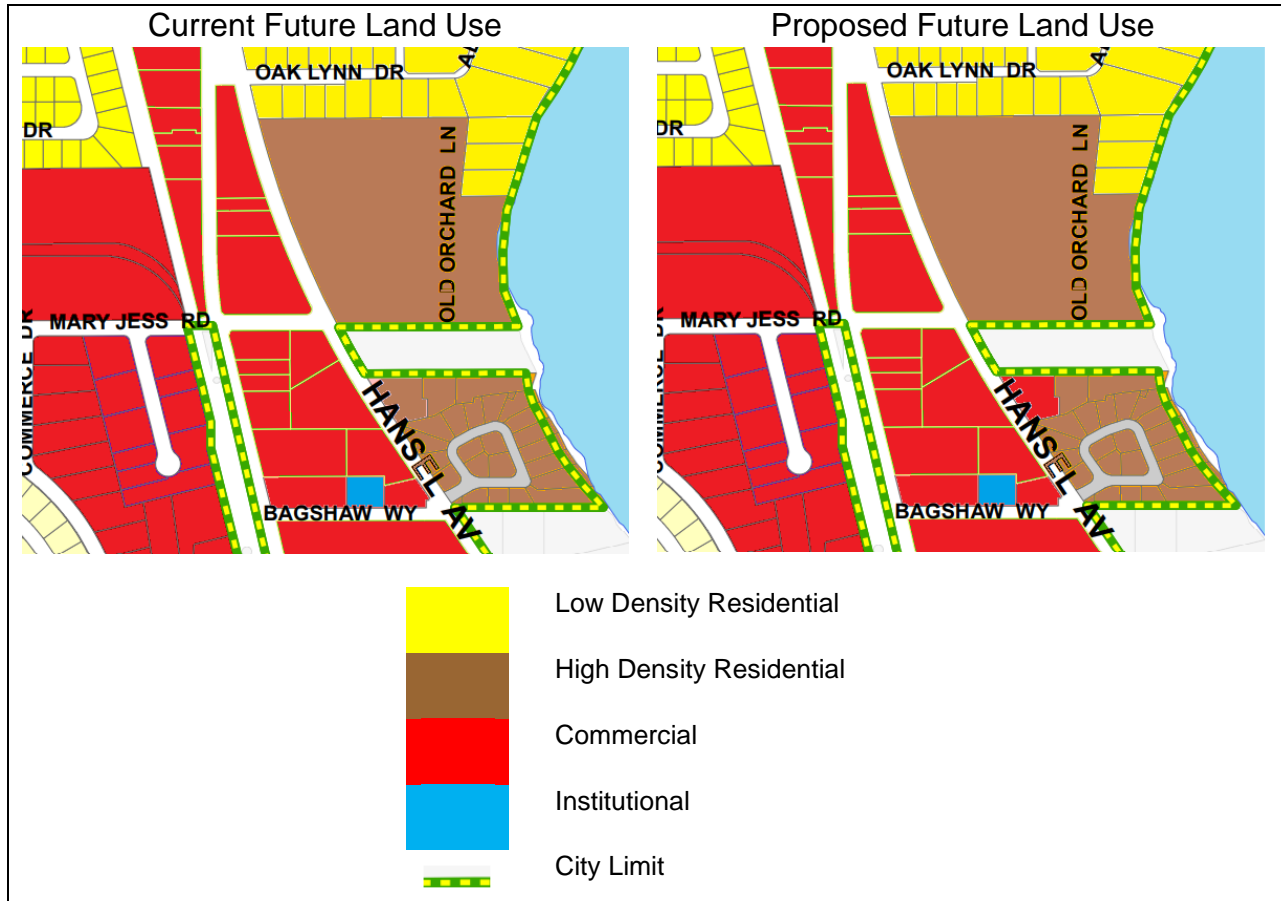 Current Future Land Use
OAK LYNN DR
DR
OLD ORCHARD LN
MARY JESS RD
COMMERCE DR
HANSEL AV
BAGSHAW WY
Proposed Future Land Use
OAK LYNN DR
DR
OLD ORCHARD LN
MARY JESS RD
HANSEL AV
BAGSHAW WY
Low Density Residential
High Density Residential
Commercial
Institutional
City Limit